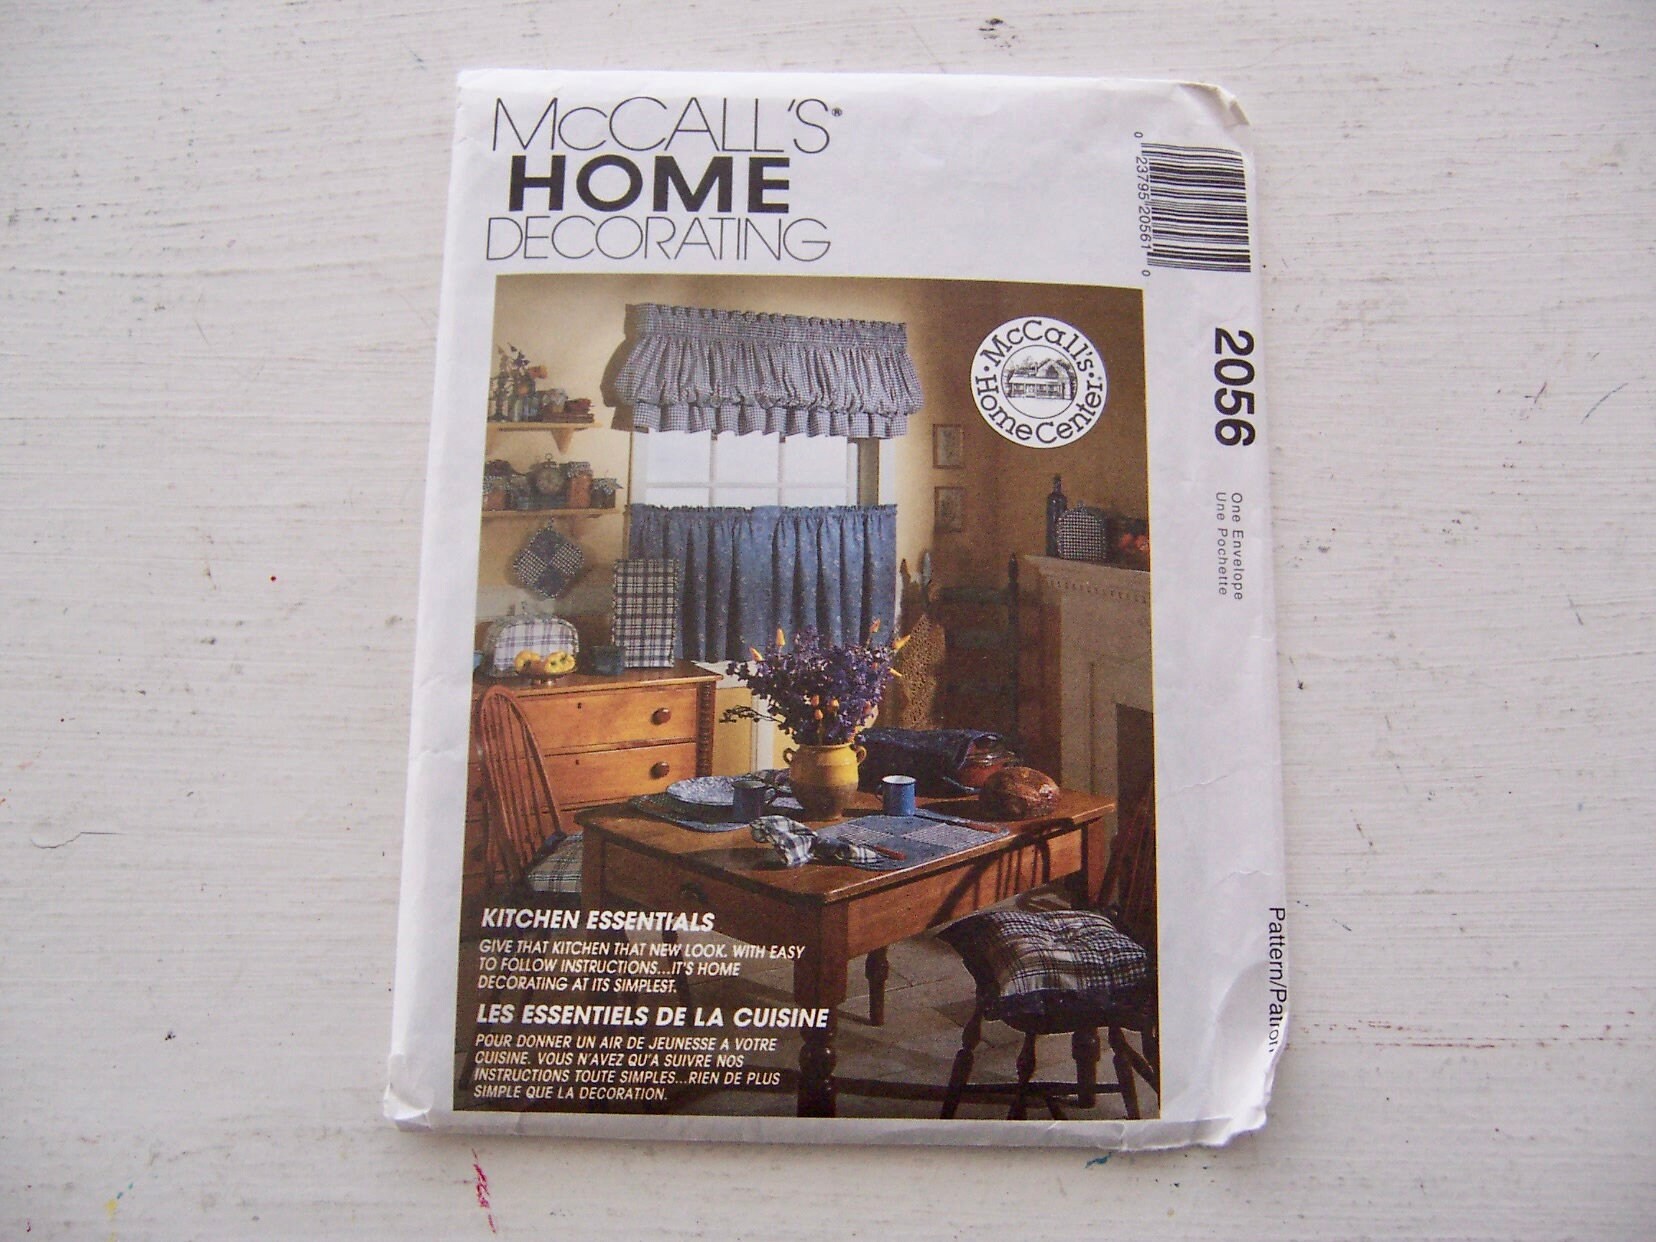 McCALL'S®
HOME
DECORATING
0 23795 20561 0
2056
One Envelope
Une Pochette
McCall's
Home Center
KITCHEN ESSENTIALS
GIVE THAT KITCHEN THAT NEW LOOK. WITH EASY
TO FOLLOW INSTRUCTIONS...IT'S HOME
DECORATING AT ITS SIMPLEST.
LES ESSENTIELS DE LA CUISINE
POUR DONNER UN AIR DE JEUNESSE A VOTRE
CUISINE. VOUS N'AVEZ QU'A SUIVRE NOS
INSTRUCTIONS TOUTE SIMPLES...RIEN DE PLUS
SIMPLE QUE LA DECORATION.
Pattern/Patron